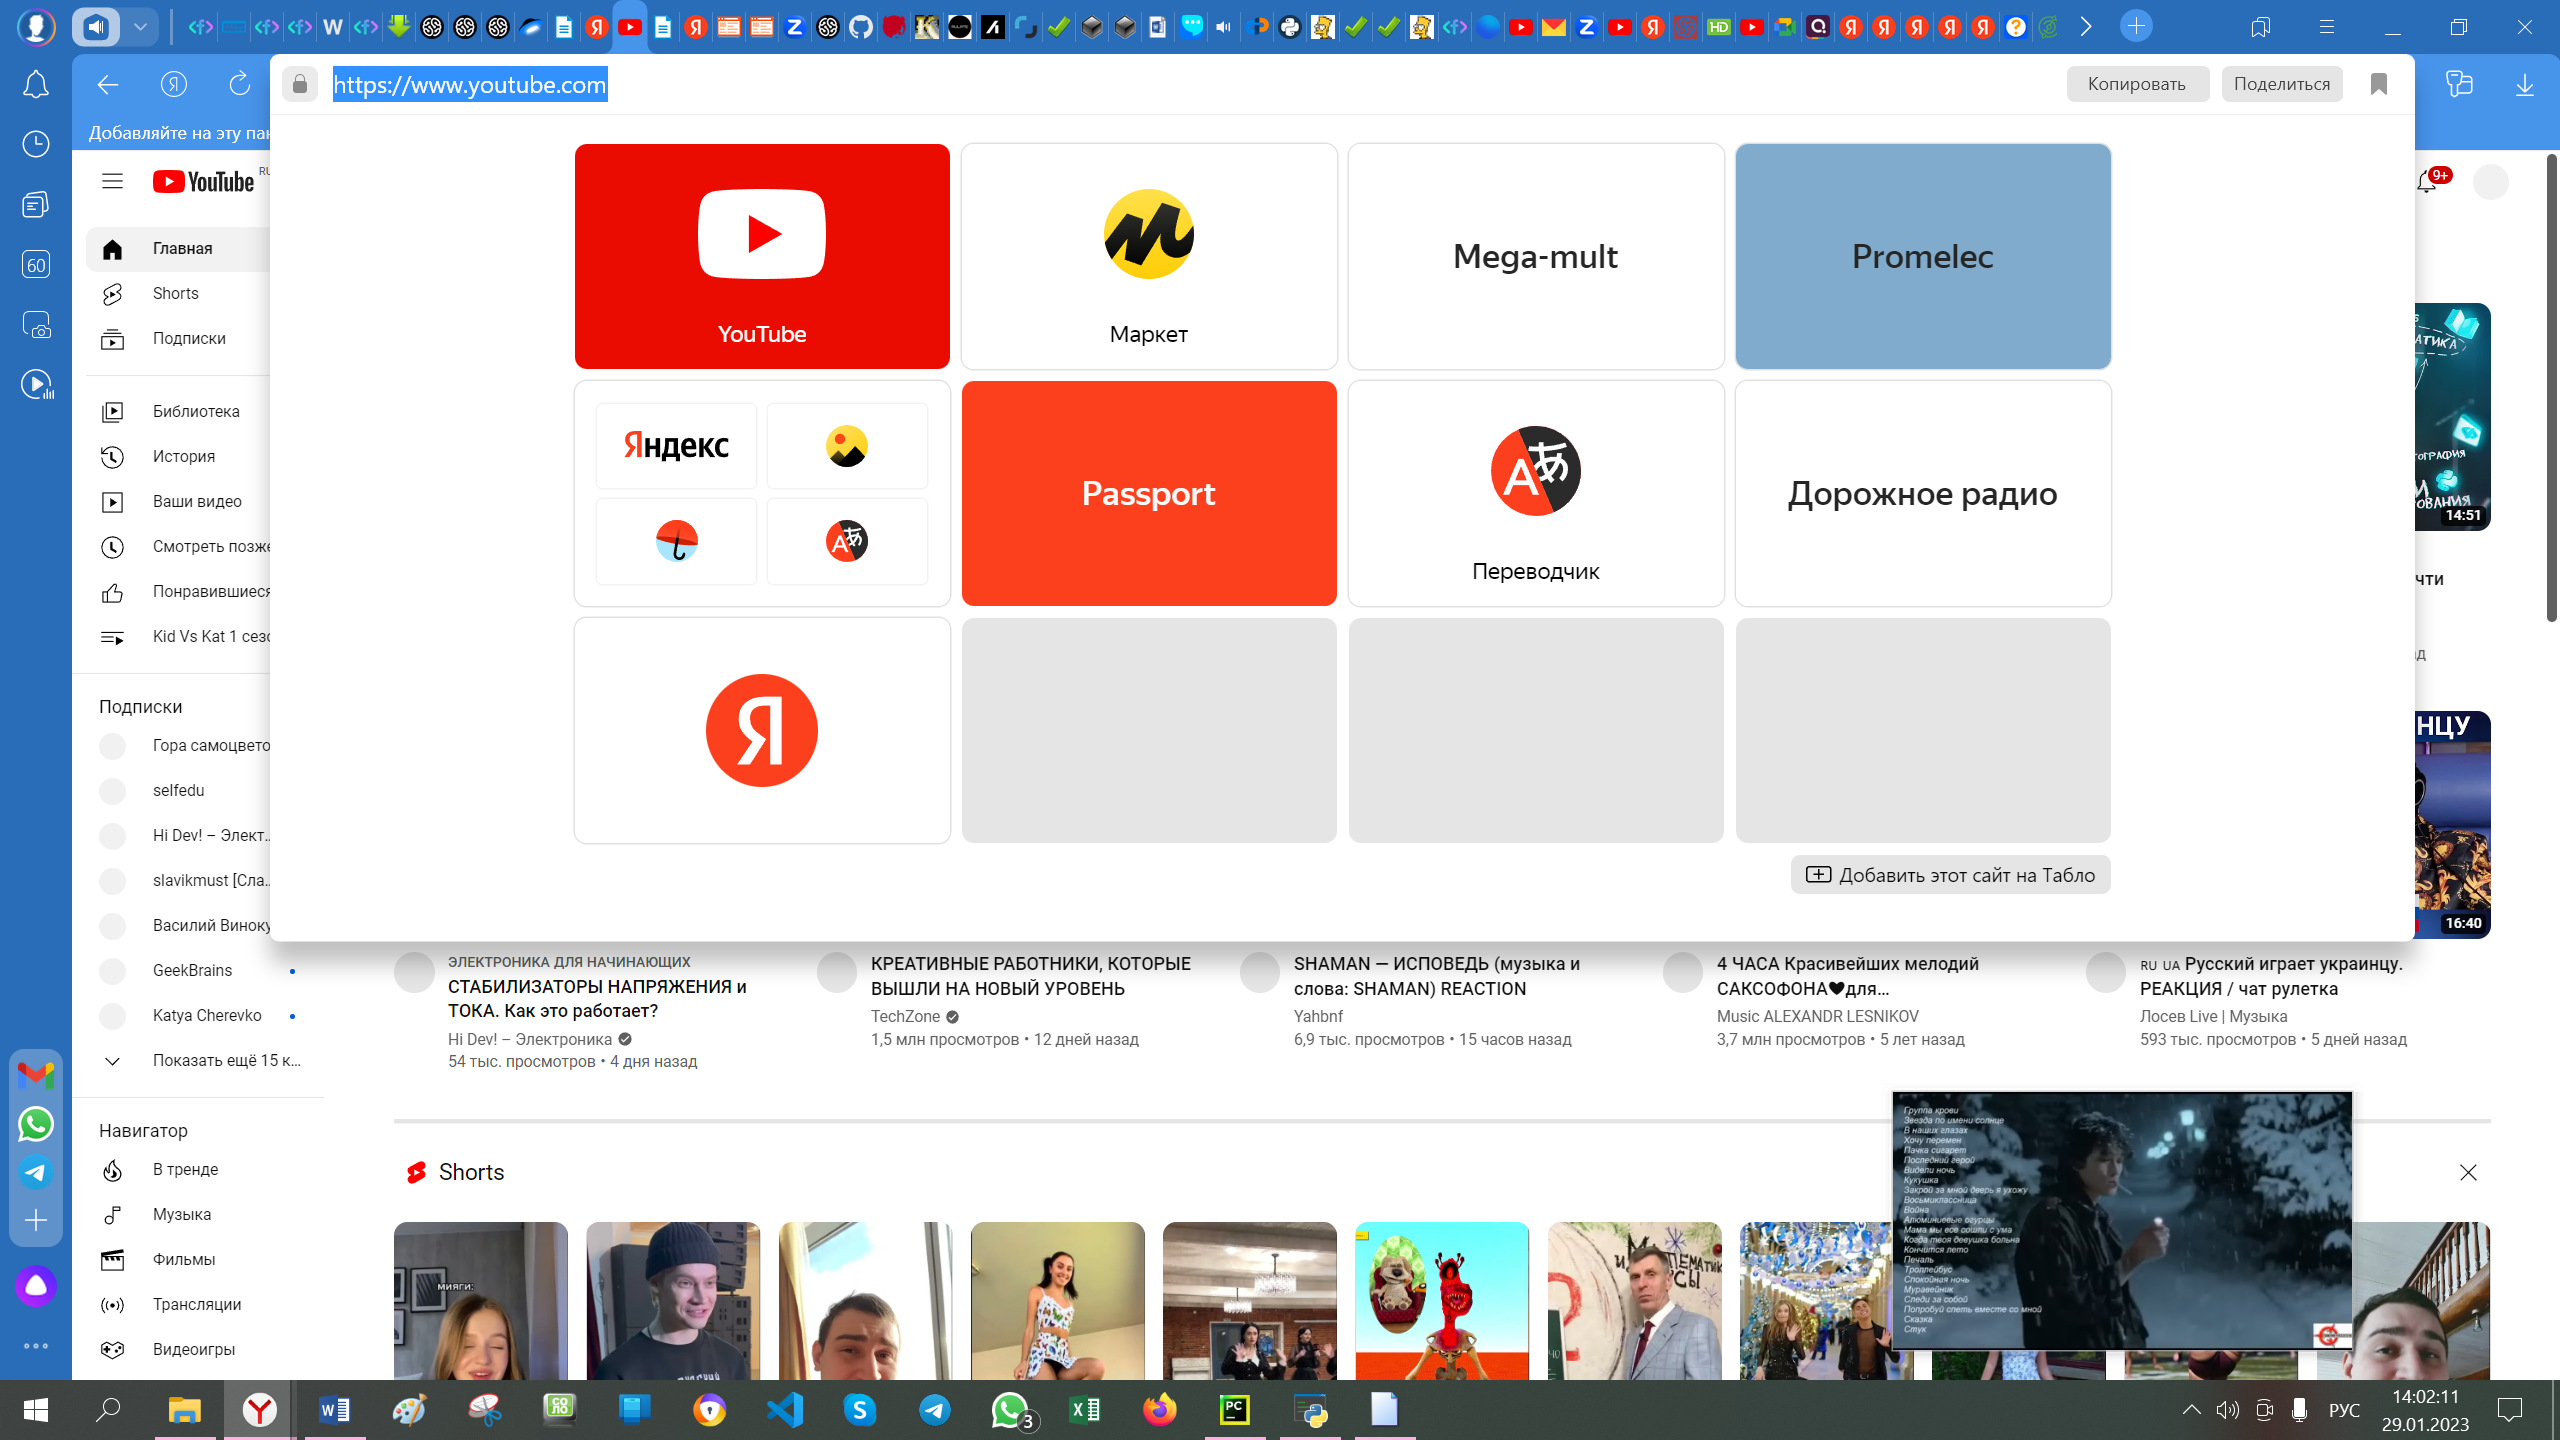 https://www.youtube.com
Копировать
Поделиться
Добавляйте на эту па
60
YouTube
RU
9+
Главная
Shorts
Подписки
Библиотека
История
Ваши видео
Смотреть позже
Понравившиеся
Kid Vs Kat 1 сезо
Подписки
Гора самоцвето
selfedu
Hi Dev! – Элект...
slavikmust [Сла...
Василий Виноку
GeekBrains
Katya Cherevko
Показать ещё 15 к...
Навигатор
В тренде
Музыка
Фильмы
Трансляции
Видеоигры
YouTube
Маркет
Mega-mult
Promelec
Яндекс
Passport
Переводчик
Дорожное радио
Я
Добавить этот сайт на Табло
14:51
чти
НЦУ
16:40
ЭЛЕКТРОНИКА ДЛЯ НАЧИНАЮЩИХ
СТАБИЛИЗАТОРЫ НАПРЯЖЕНИЯ и
ТОКА. Как это работает?
Hi Dev! – Электроника
54 тыс. просмотров • 4 дня назад
КРЕАТИВНЫЕ РАБОТНИКИ, КОТОРЫЕ
ВЫШЛИ НА НОВЫЙ УРОВЕНЬ
TechZone
1,5 млн просмотров • 12 дней назад
SHAMAN — ИСПОВЕДЬ (музыка и
слова: SHAMAN) REACTION
Yahbnf
6,9 тыс. просмотров • 15 часов назад
4 ЧАСА Красивейших мелодий
САКСОФОНА🖤для...
Music ALEXANDR LESNIKOV
3,7 млн просмотров • 5 лет назад
RU UA Русский играет украинцу.
РЕАКЦИЯ / чат рулетка
Лосев Live | Музыка
593 тыс. просмотров • 5 дней назад
Shorts
мияги:
Группа крови
Звезда по имени солнце
В наших глазах
Хочу перемен
Пачка сигарет
Последний герой
Видели ночь
Кукушка
Закрой за мной дверь я ухожу
Восьмиклассница
Война
Алюминиевые огурцы
Мама мы все сошли с ума
Когда твоя девушка больна
Кончится лето
Печаль
Троллейбус
Спокойная ночь
Муравейник
Следи за собой
Попробуй спеть вместе со мной
Сказка
Стук
3
РУС
14:02:11
29.01.2023